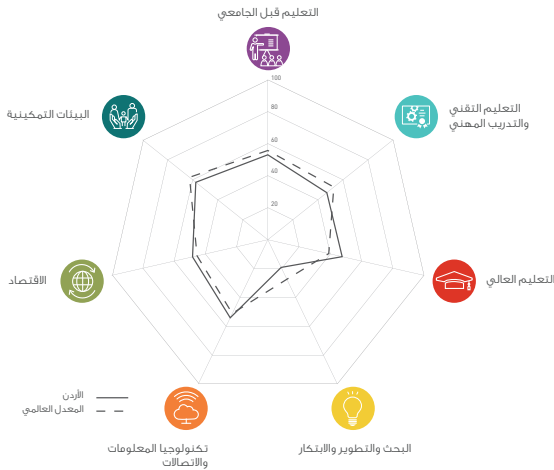 التعليم قبل الجامعي
100
80
60
40
20
التعليم التقني
والتدريب المهني
البيئات التمكينية
التعليم العالي
الاقتصاد
البحث والتطوير والابتكار
تكنولوجيا المعلومات
والاتصالات
الأردن
المعدل العالمي